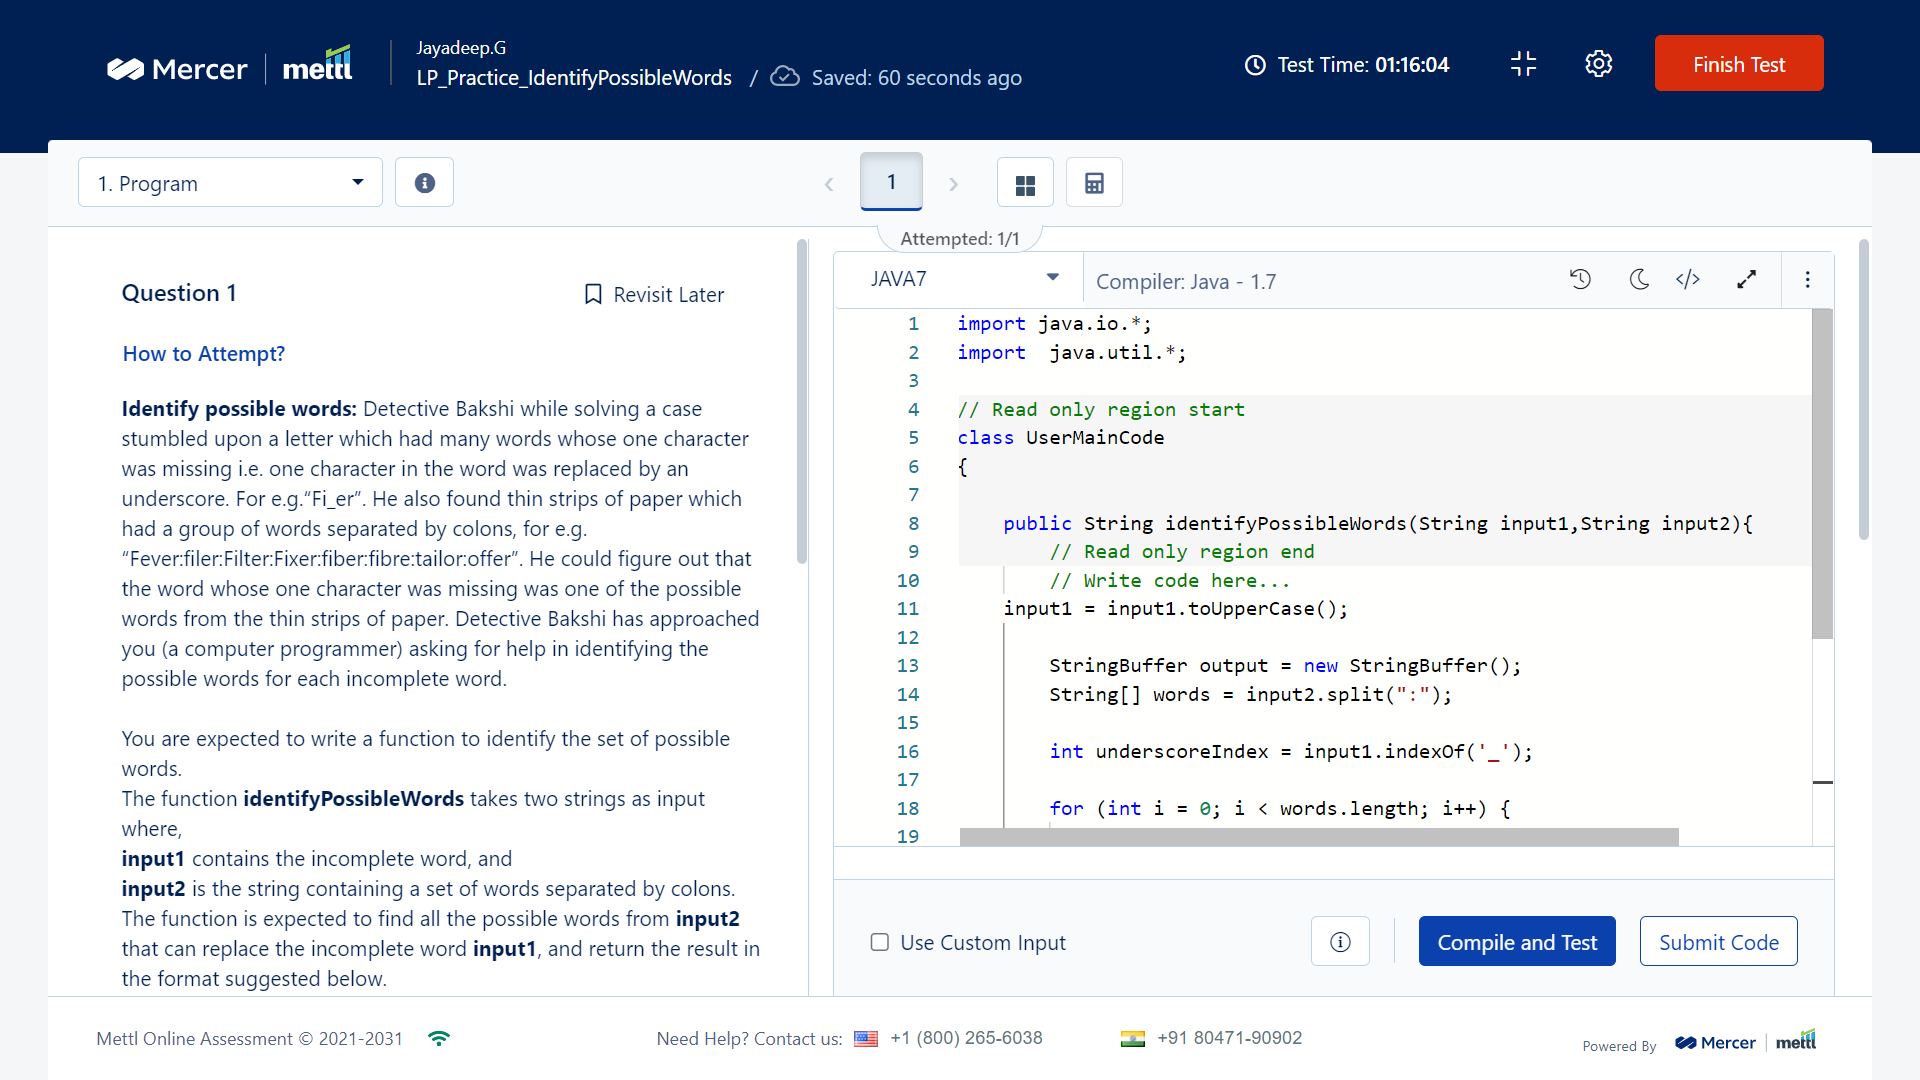 Mercer mettl
Jayadeep.G
LP_Practice_IdentifyPossibleWords / Saved: 60 seconds ago
Test Time: 01:16:04
Finish Test
1. Program
1
Attempted: 1/1
Question 1
Revisit Later
How to Attempt?
Identify possible words: Detective Bakshi while solving a case
stumbled upon a letter which had many words whose one character
was missing i.e. one character in the word was replaced by an
underscore. For e.g.“Fi_er”. He also found thin strips of paper which
had a group of words separated by colons, for e.g.
“Fever:filer:Filter:Fixer:fiber:fibre:tailor:offer”. He could figure out that
the word whose one character was missing was one of the possible
words from the thin strips of paper. Detective Bakshi has approached
you (a computer programmer) asking for help in identifying the
possible words for each incomplete word.
You are expected to write a function to identify the set of possible
words.
The function identifyPossibleWords takes two strings as input
where,
input1 contains the incomplete word, and
input2 is the string containing a set of words separated by colons.
The function is expected to find all the possible words from input2
that can replace the incomplete word input1, and return the result in
the format suggested below.
JAVA7
Compiler: Java - 1.7
1 import java.io.*;
2 import  java.util.*;
3
4 // Read only region start
5 class UserMainCode
6 {
7
8     public String identifyPossibleWords(String input1,String input2){
9         // Read only region end
10         // Write code here...
11     input1 = input1.toUpperCase();
12
13         StringBuffer output = new StringBuffer();
14         String[] words = input2.split(":");
15
16         int underscoreIndex = input1.indexOf('_');
17
18         for (int i = 0; i < words.length; i++) {
19
Use Custom Input
Compile and Test
Submit Code
Mettl Online Assessment © 2021-2031
Need Help? Contact us: +1 (800) 265-6038
+91 80471-90902
Powered By Mercer mettl